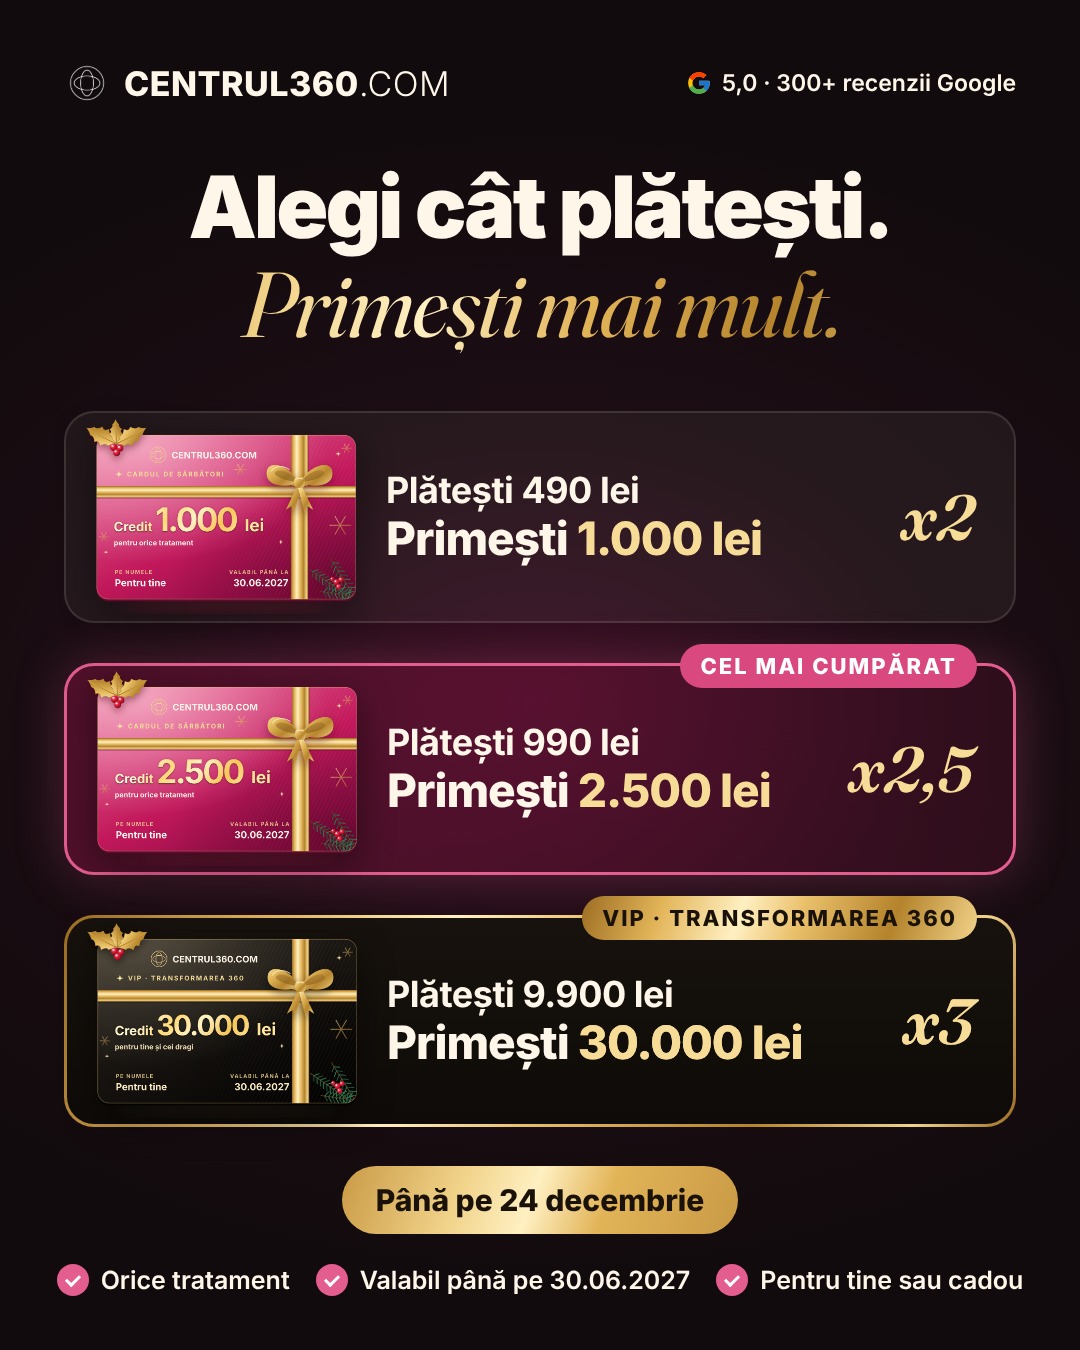 CENTRUL360.COM
5,0 · 300+ recenzii Google
Alegi cât plătești.
Primești mai mult.
CENTRUL360.COM
CARDUL DE SĂRBĂTORI
Credit 1.000 lei
pentru orice tratament
PE NUMELE
Pentru tine
VALABIL PÂNĂ LA
30.06.2027
Plătești 490 lei
Primești 1.000 lei
x2
CEL MAI CUMPĂRAT
CENTRUL360.COM
CARDUL DE SĂRBĂTORI
Credit 2.500 lei
pentru orice tratament
PE NUMELE
Pentru tine
VALABIL PÂNĂ LA
30.06.2027
Plătești 990 lei
Primești 2.500 lei
x2,5
VIP · TRANSFORMAREA 360
CENTRUL360.COM
VIP · TRANSFORMAREA 360
Credit 30.000 lei
pentru tine și cei dragi
PE NUMELE
Pentru tine
VALABIL PÂNĂ LA
30.06.2027
Plătești 9.900 lei
Primești 30.000 lei
x3
Până pe 24 decembrie
Orice tratament
Valabil până pe 30.06.2027
Pentru tine sau cadou